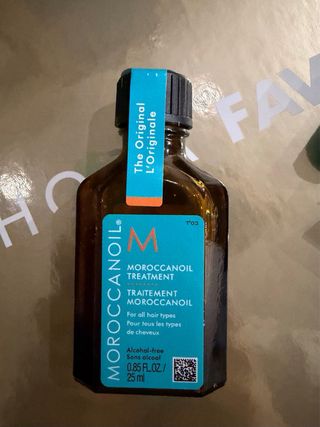 The Original
L'Originale
MOROCCANOIL®
M
MOROCCANOIL
TREATMENT
TRAITEMENT
MOROCCANOIL
For all hair types
Pour tous les types
de cheveux
Alcohol-free
Sans alcool
0.85 FL.OZ./
25 ml
FAV